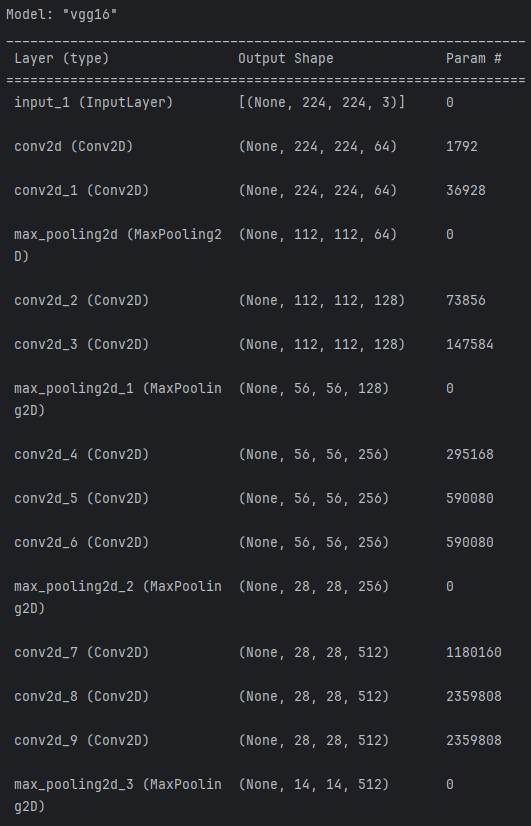 Model: "vgg16"
_________________________________________________________________
Layer (type)                Output Shape              Param #
=================================================================
input_1 (InputLayer)        [(None, 224, 224, 3)]     0
conv2d (Conv2D)             (None, 224, 224, 64)      1792
conv2d_1 (Conv2D)           (None, 224, 224, 64)      36928
max_pooling2d (MaxPooling2  (None, 112, 112, 64)      0
D)
conv2d_2 (Conv2D)           (None, 112, 112, 128)     73856
conv2d_3 (Conv2D)           (None, 112, 112, 128)     147584
max_pooling2d_1 (MaxPoolin  (None, 56, 56, 128)       0
g2D)
conv2d_4 (Conv2D)           (None, 56, 56, 256)       295168
conv2d_5 (Conv2D)           (None, 56, 56, 256)       590080
conv2d_6 (Conv2D)           (None, 56, 56, 256)       590080
max_pooling2d_2 (MaxPoolin  (None, 28, 28, 256)       0
g2D)
conv2d_7 (Conv2D)           (None, 28, 28, 512)       1180160
conv2d_8 (Conv2D)           (None, 28, 28, 512)       2359808
conv2d_9 (Conv2D)           (None, 28, 28, 512)       2359808
max_pooling2d_3 (MaxPoolin  (None, 14, 14, 512)       0
g2D)